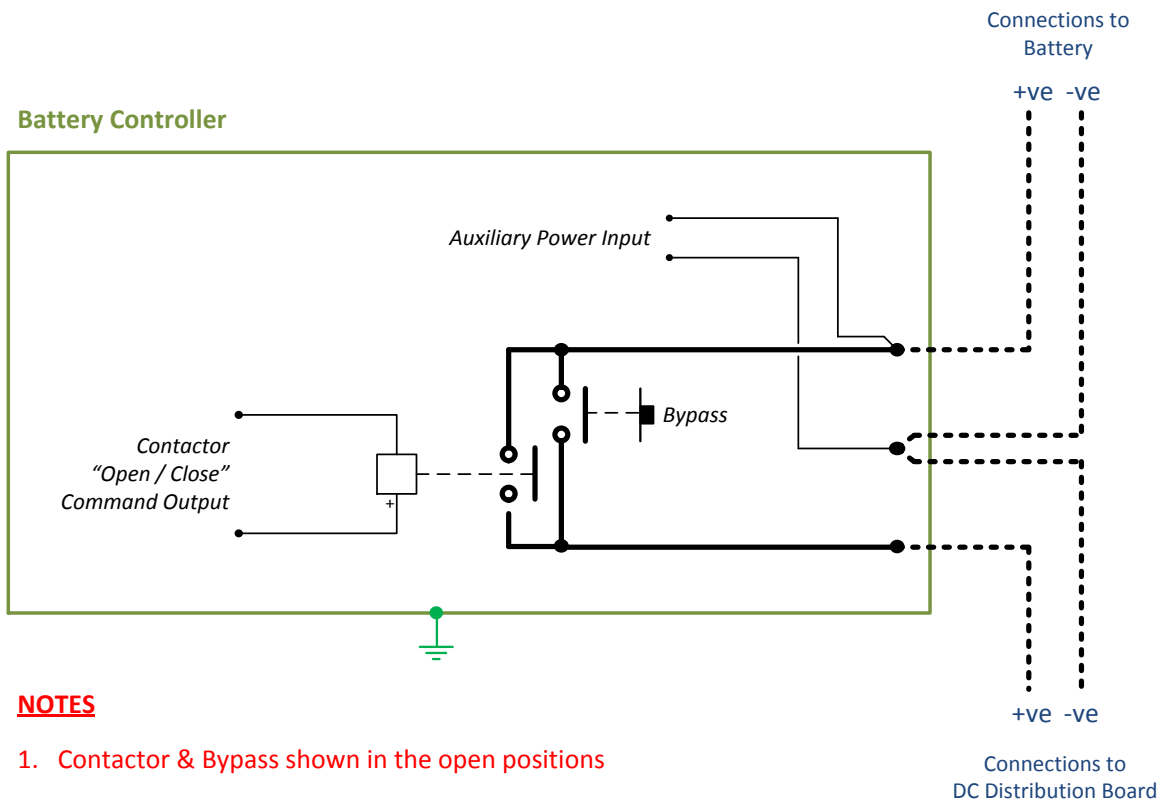 Connections to
Battery
+ve -ve
Battery Controller
Auxiliary Power Input
Bypass
Contactor
“Open / Close”
Command Output
+
NOTES
1. Contactor & Bypass shown in the open positions
+ve -ve
Connections to
DC Distribution Board